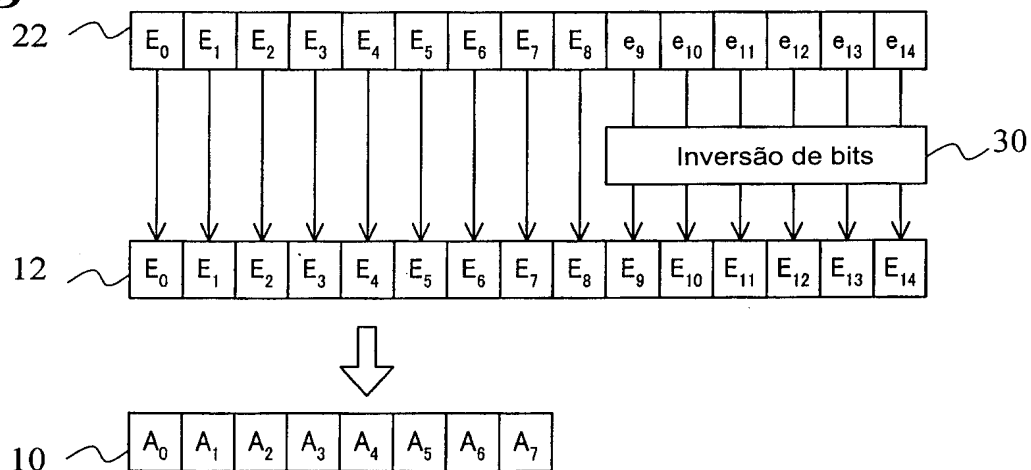 22 E₀ E₁ E₂ E₃ E₄ E₅ E₆ E₇ E₈ e₉ e₁₀ e₁₁ e₁₂ e₁₃ e₁₄
Inversão de bits 30
12 E₀ E₁ E₂ E₃ E₄ E₅ E₆ E₇ E₈ E₉ E₁₀ E₁₁ E₁₂ E₁₃ E₁₄
10 A₀ A₁ A₂ A₃ A₄ A₅ A₆ A₇